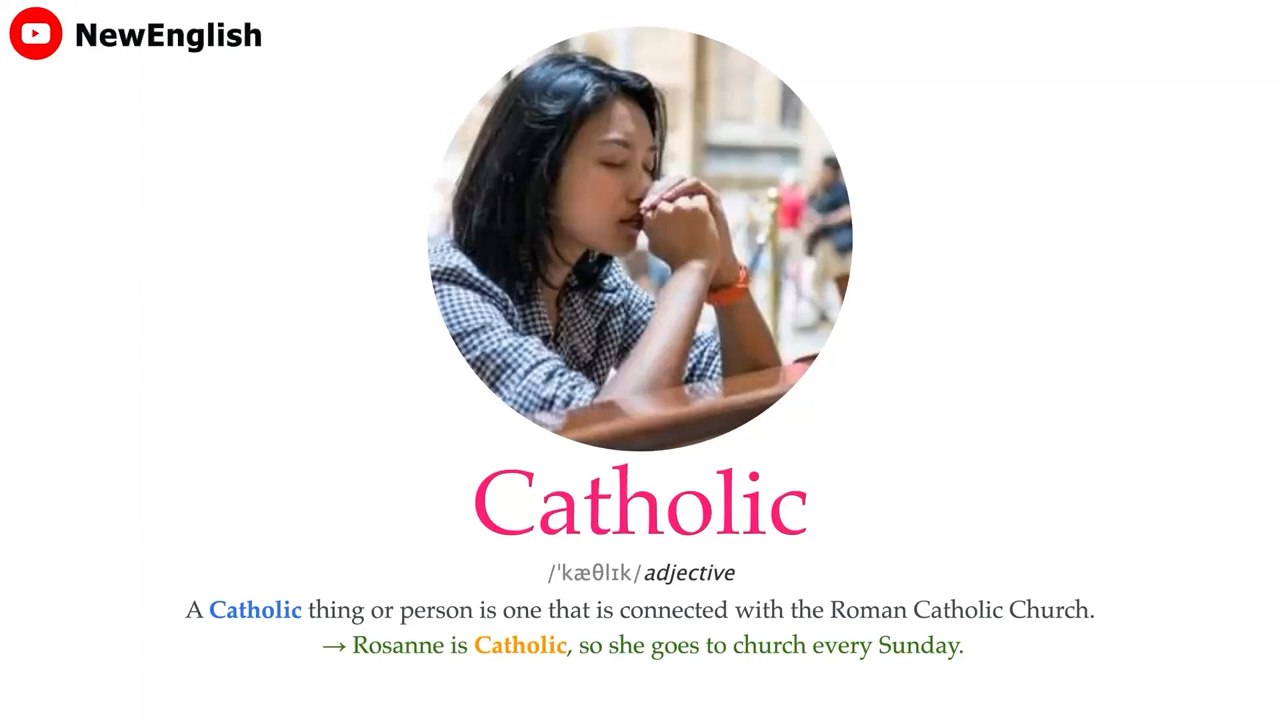 NewEnglish
Catholic
/ˈkæθlɪk/ adjective
A Catholic thing or person is one that is connected with the Roman Catholic Church.
→ Rosanne is Catholic, so she goes to church every Sunday.